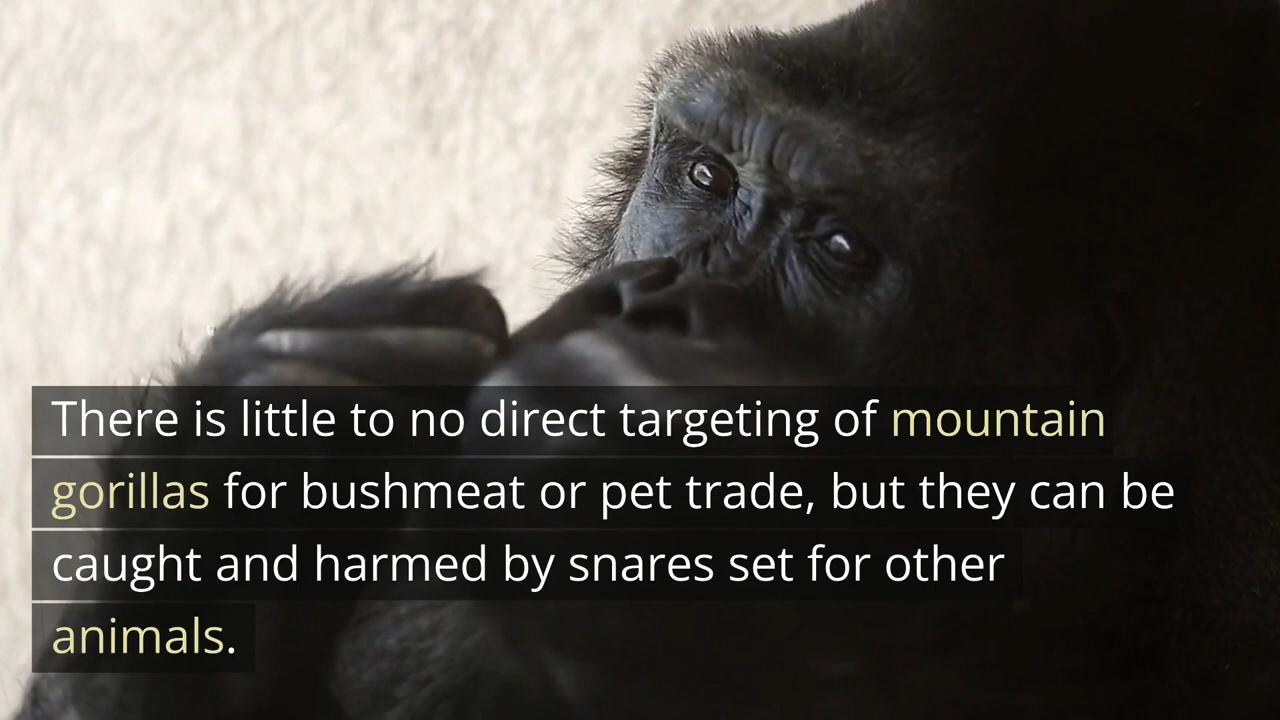 There is little to no direct targeting of mountain
gorillas for bushmeat or pet trade, but they can be
caught and harmed by snares set for other
animals.